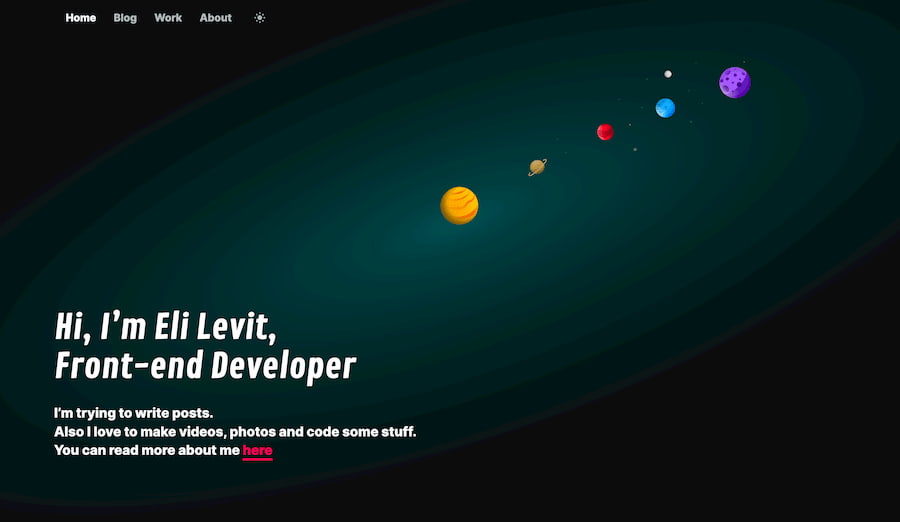 Home Blog Work About
Hi, I’m Eli Levit,
Front-end Developer
I’m trying to write posts.
Also I love to make videos, photos and code some stuff.
You can read more about me here